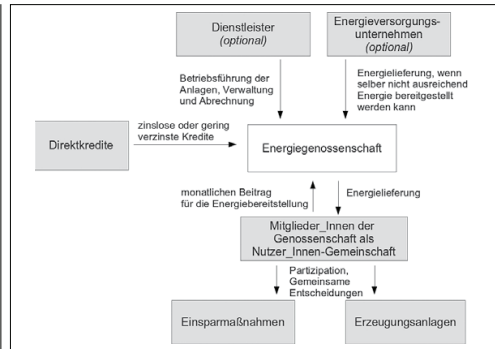 Dienstleister
(optional)
Energieversorgungs-
unternehmen
(optional)
Betriebsführung der
Anlagen, Verwaltung
und Abrechnung
Energielieferung, wenn
selber nicht ausreichend
Energie bereitgestellt
werden kann
Direktkredite
zinslose oder gering
verzinste Kredite
Energiegenossenschaft
monatlichen Beitrag
für die Energiebereitstellung
Energielieferung
Mitglieder_Innen der
Genossenschaft als
Nutzer_Innen-Gemeinschaft
Partizipation,
Gemeinsame
Entscheidungen
Einsparmaßnahmen
Erzeugungsanlagen